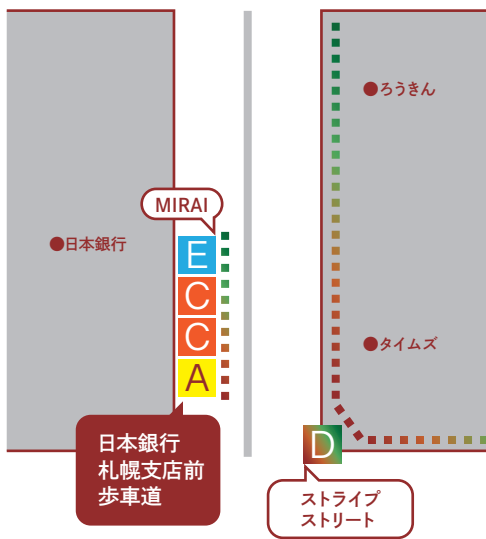 ●ろうきん
MIRAI
●日本銀行
E
C
C
A
●タイムズ
日本銀行
札幌支店前
歩車道
D
ストライプ
ストリート